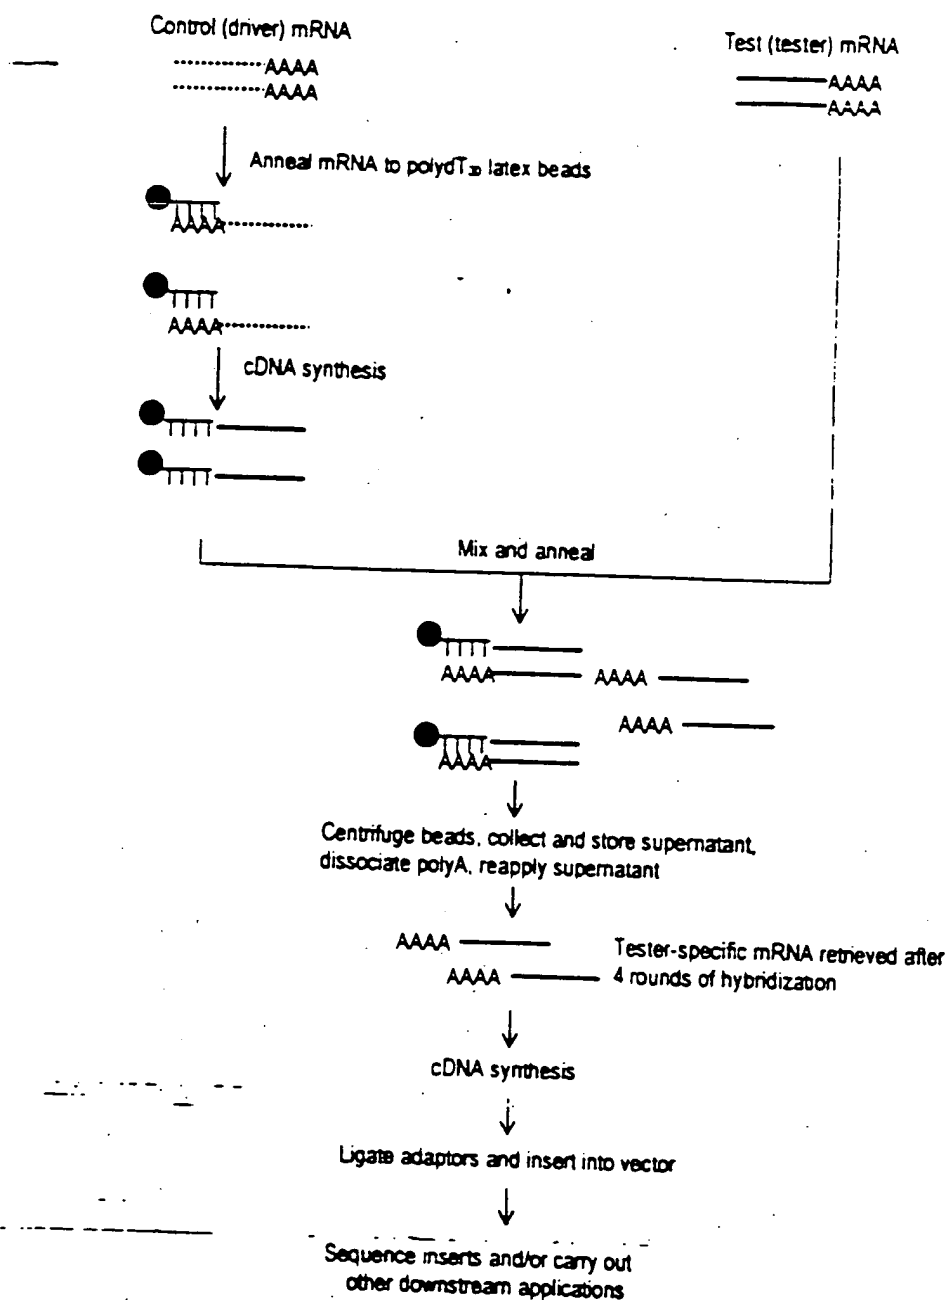 Control (driver) mRNA
Test (tester) mRNA
AAAA
AAAA
AAAA
AAAA
Anneal mRNA to polydT₃₀ latex beads
AAAA
AAAA
cDNA synthesis
Mix and anneal
AAAA
AAAA
AAAA
AAAA
Centrifuge beads, collect and store supernatant,
dissociate polyA, reapply supernatant
AAAA
AAAA
Tester-specific mRNA retrieved after
4 rounds of hybridization
cDNA synthesis
Ligate adaptors and insert into vector
Sequence inserts and/or carry out
other downstream applications